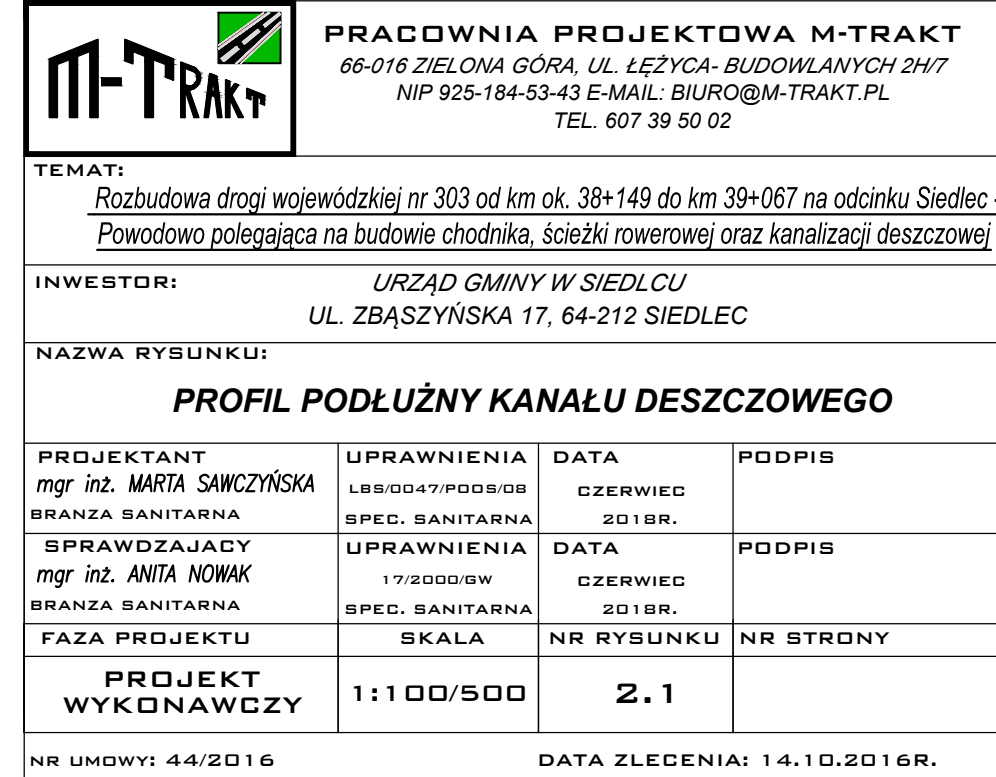 M-TRAKT
PRACOWNIA PROJEKTOWA M-TRAKT
66-016 ZIELONA GÓRA, UL. ŁĘŻYCA- BUDOWLANYCH 2H/7
NIP 925-184-53-43 E-MAIL: BIURO@M-TRAKT.PL
TEL. 607 39 50 02
TEMAT:
Rozbudowa drogi wojewódzkiej nr 303 od km ok. 38+149 do km 39+067 na odcinku Siedlec -
Powodowo polegająca na budowie chodnika, ścieżki rowerowej oraz kanalizacji deszczowej
INWESTOR:
URZĄD GMINY W SIEDLCU
UL. ZBĄSZYŃSKA 17, 64-212 SIEDLEC
NAZWA RYSUNKU:
PROFIL PODŁUŻNY KANAŁU DESZCZOWEGO
PROJEKTANT UPRAWNIENIA DATA PODPIS
mgr inż. MARTA SAWCZYŃSKA LBS/0047/POOS/08 CZERWIEC
BRANZA SANITARNA SPEC. SANITARNA 2018R.
SPRAWDZAJACY UPRAWNIENIA DATA PODPIS
mgr inż. ANITA NOWAK 17/2000/GW CZERWIEC
BRANZA SANITARNA SPEC. SANITARNA 2018R.
FAZA PROJEKTU SKALA NR RYSUNKU NR STRONY
PROJEKT
WYKONAWCZY 1:100/500 2.1
NR UMOWY: 44/2016 DATA ZLECENIA: 14.10.2016R.